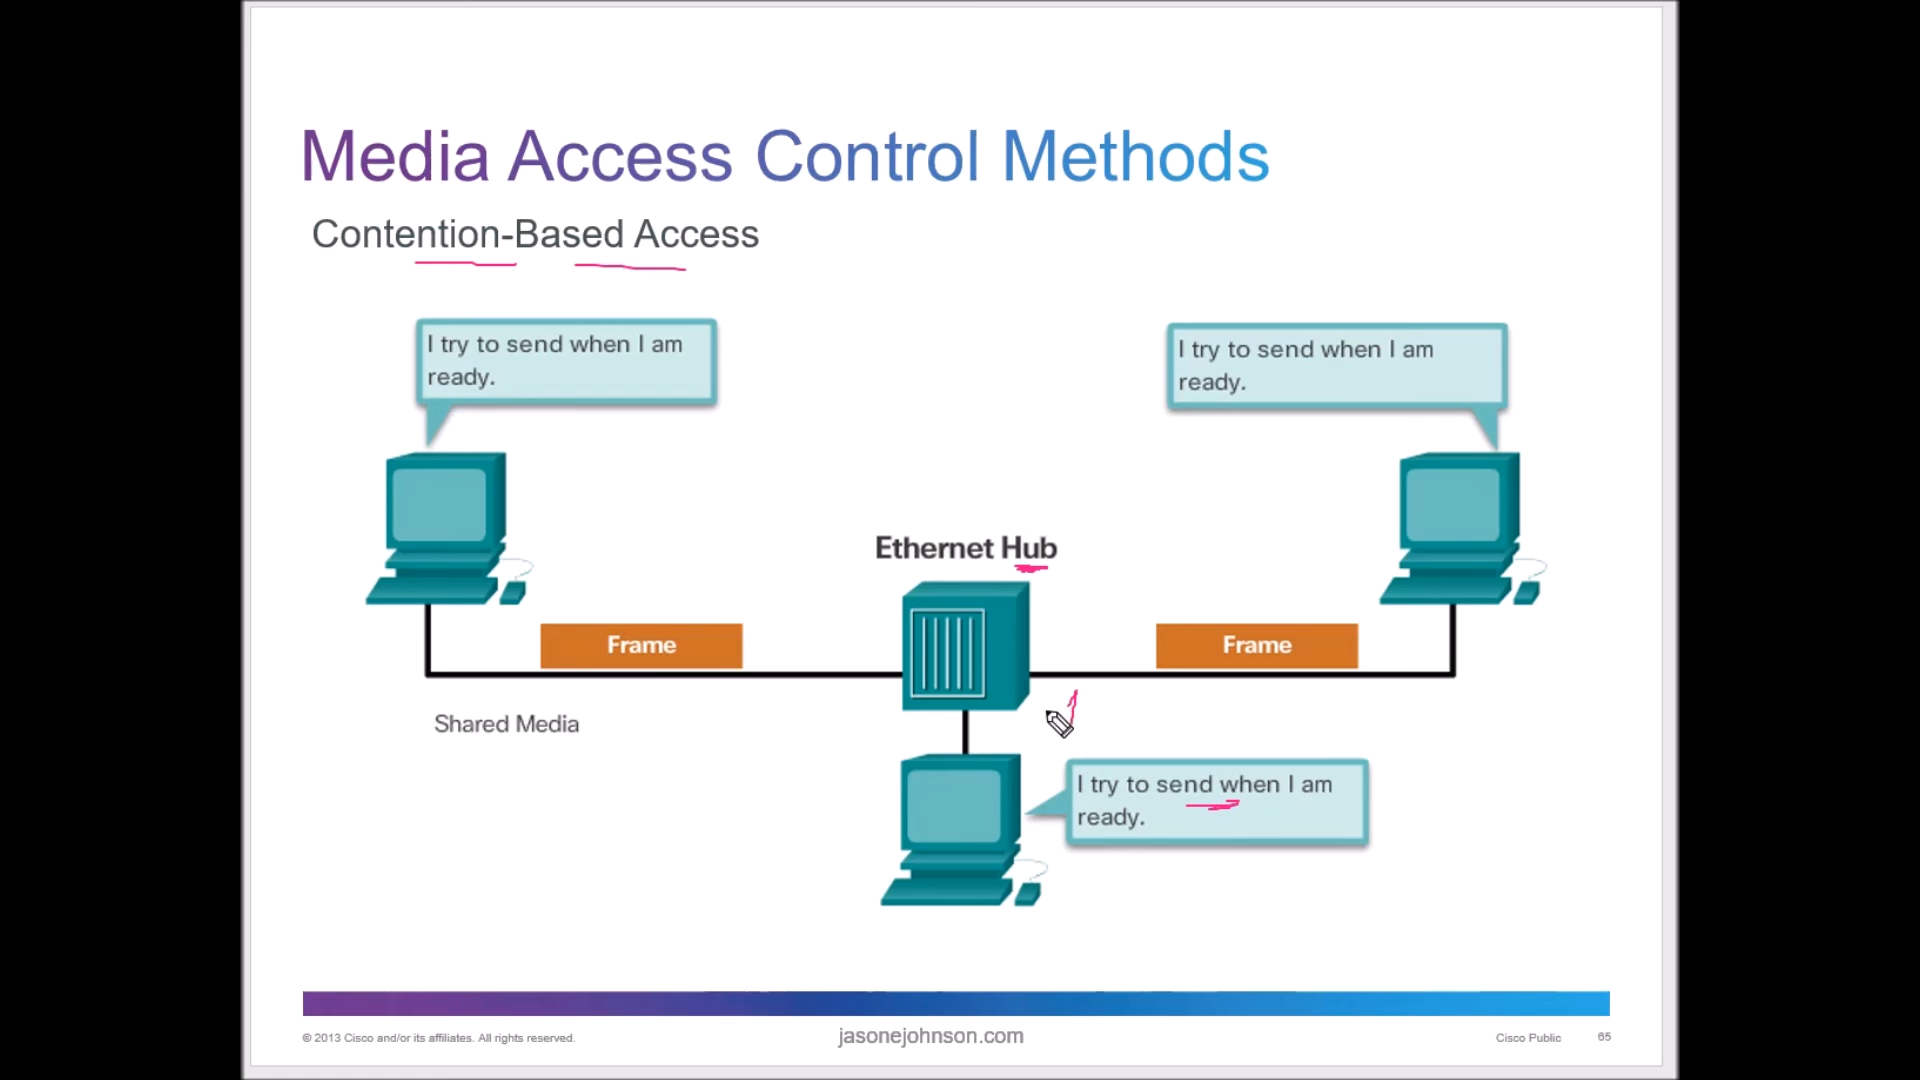 Media Access Control Methods
Contention-Based Access
I try to send when I am
ready.
I try to send when I am
ready.
Ethernet Hub
Frame
Frame
Shared Media
I try to send when I am
ready.
© 2013 Cisco and/or its affiliates. All rights reserved.
jasonejohnson.com
Cisco Public
65